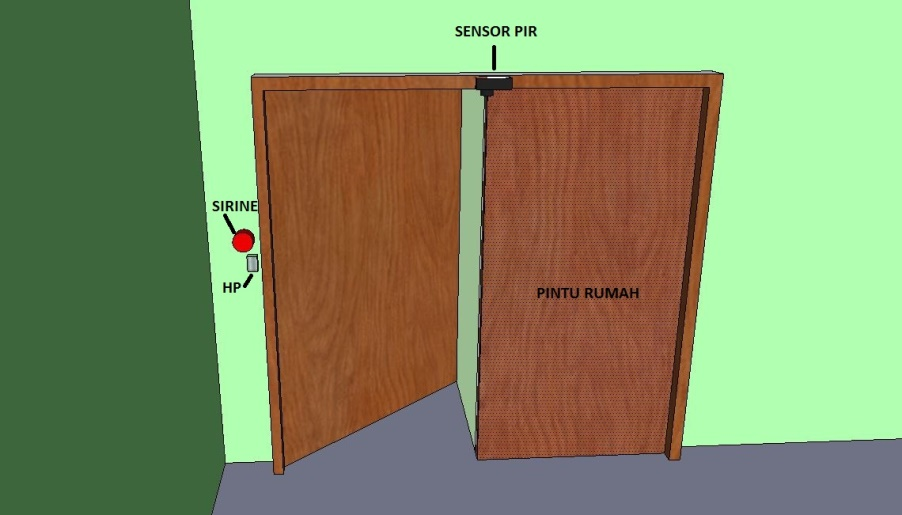 SENSOR PIR
SIRINE
HP
PINTU RUMAH